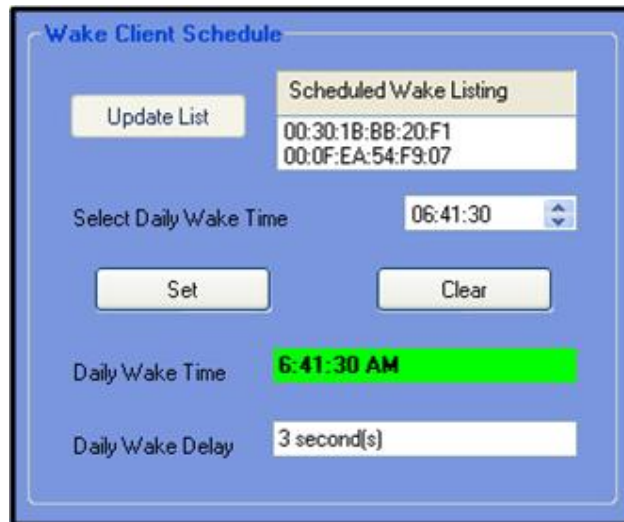 Wake Client Schedule
Update List
Scheduled Wake Listing
00:30:1B:BB:20:F1
00:0F:EA:54:F9:07
Select Daily Wake Time
06:41:30
Set
Clear
Daily Wake Time
6:41:30 AM
Daily Wake Delay
3 second(s)